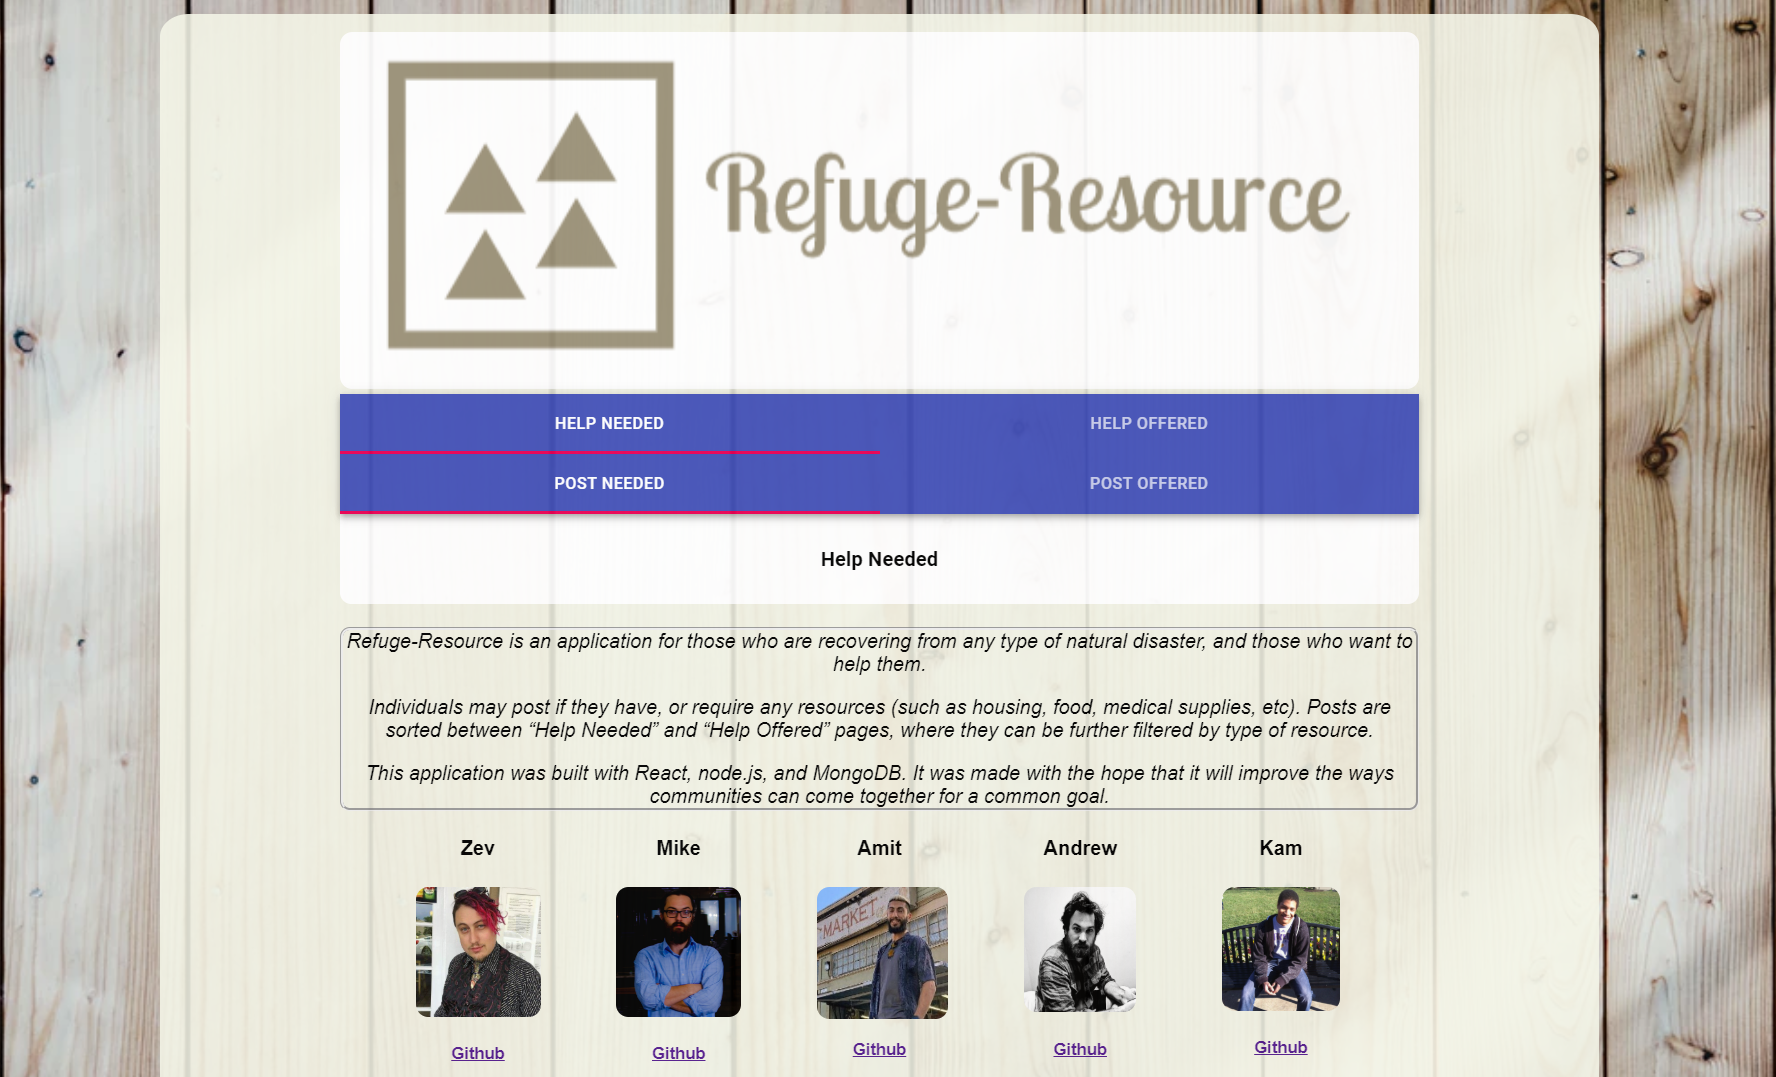 Refuge-Resource
HELP NEEDED
HELP OFFERED
POST NEEDED
POST OFFERED
Help Needed
Refuge-Resource is an application for those who are recovering from any type of natural disaster, and those who want to
help them.
Individuals may post if they have, or require any resources (such as housing, food, medical supplies, etc). Posts are
sorted between “Help Needed” and “Help Offered” pages, where they can be further filtered by type of resource.
This application was built with React, node.js, and MongoDB. It was made with the hope that it will improve the ways
communities can come together for a common goal.
Zev
Mike
Amit
Andrew
Kam
MARKET
Github
Github
Github
Github
Github